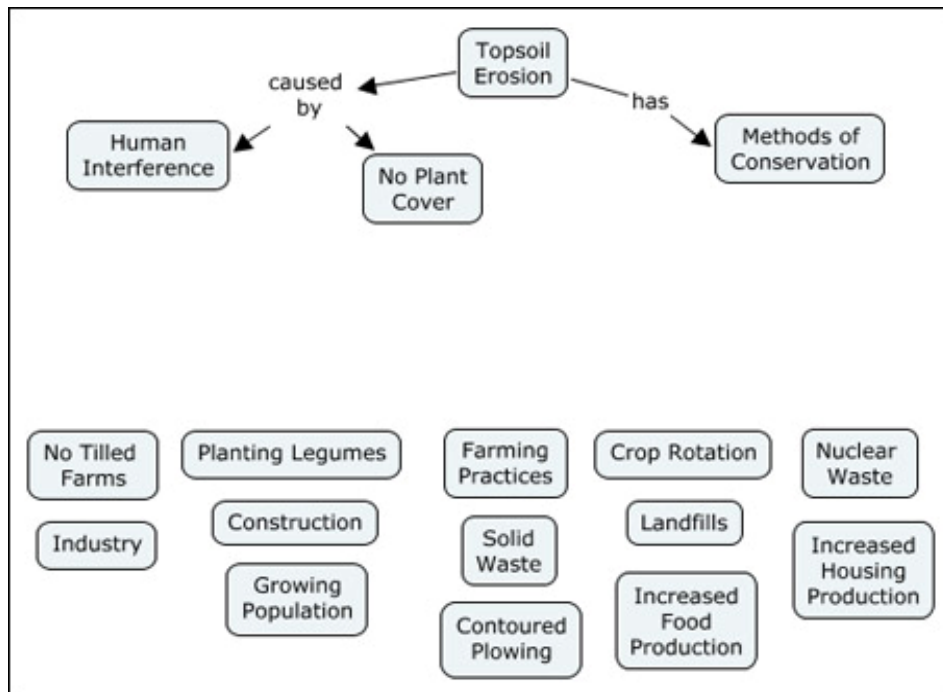 Topsoil
Erosion
caused
by
has
Human
Interference
No Plant
Cover
Methods of
Conservation
No Tilled
Farms
Planting Legumes
Farming
Practices
Crop Rotation
Nuclear
Waste
Industry
Construction
Solid
Waste
Landfills
Increased
Housing
Production
Growing
Population
Contoured
Plowing
Increased
Food
Production